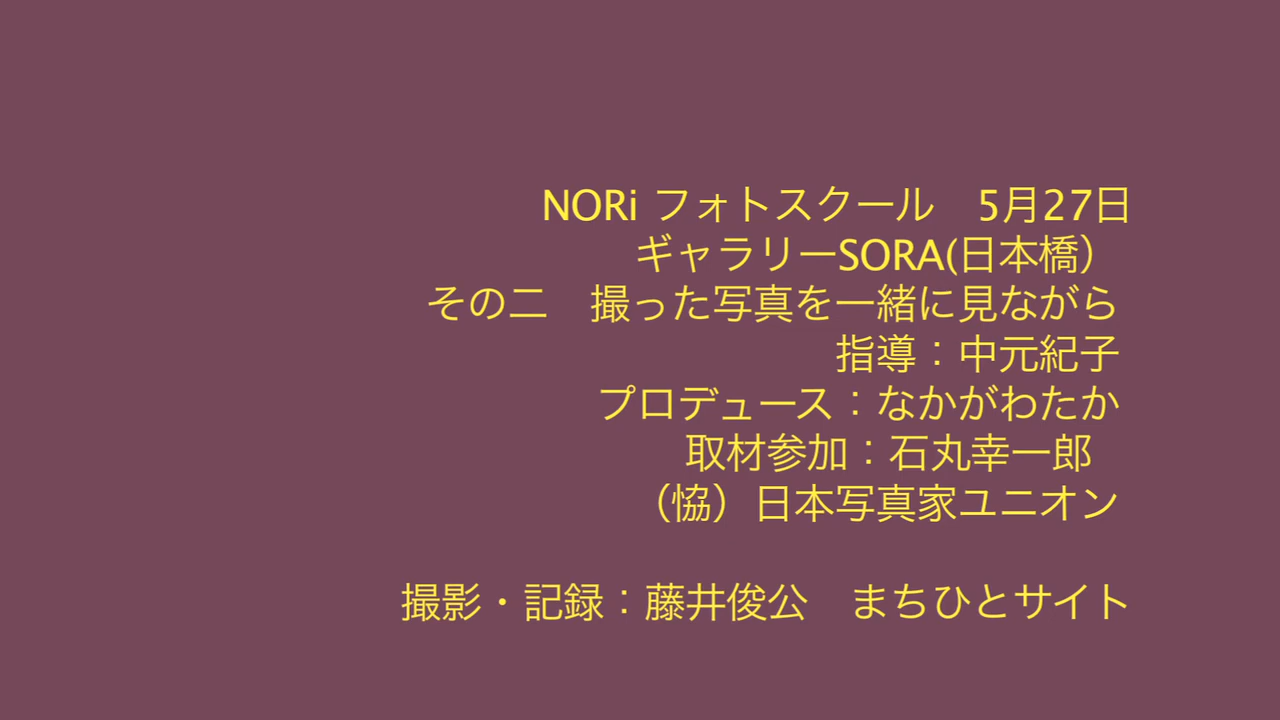 NORi フォトスクール　5月27日
ギャラリーSORA(日本橋）
その二　撮った写真を一緒に見ながら
指導：中元紀子
プロデュース：なかがわたか
取材参加：石丸幸一郎
（恊）日本写真家ユニオン
撮影・記録：藤井俊公　まちひとサイト